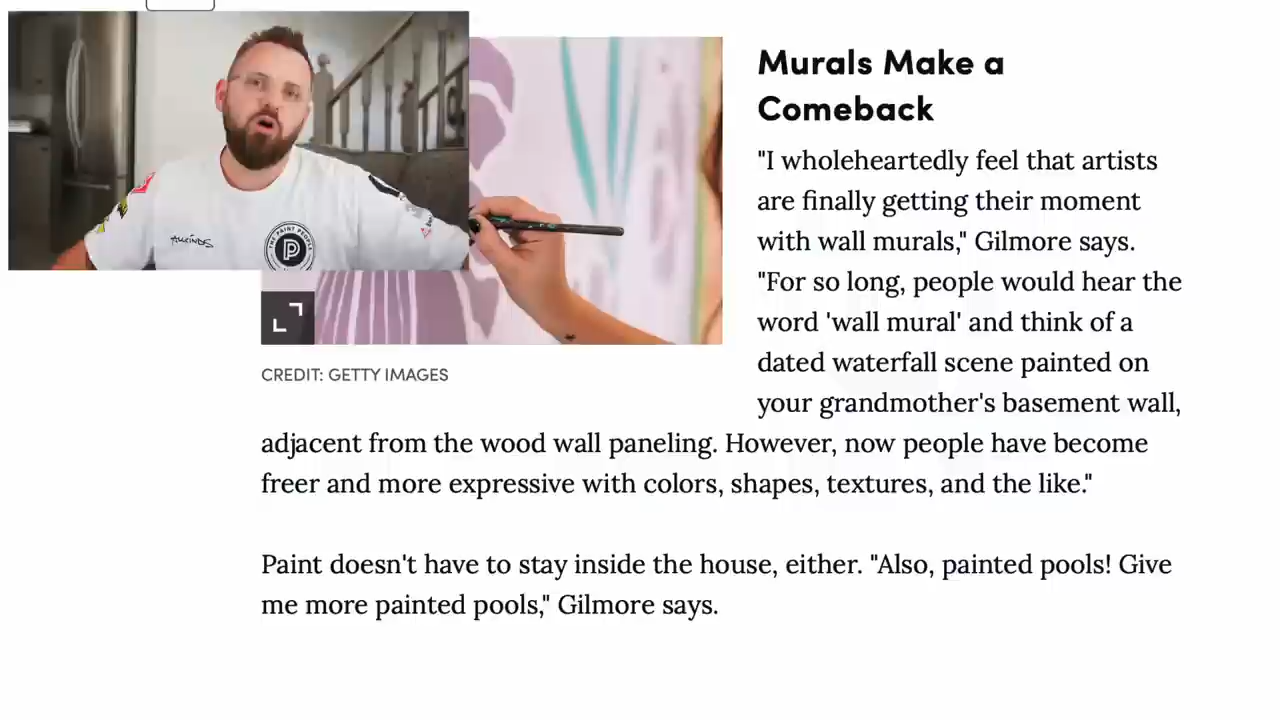 Murals Make a
Comeback
"I wholeheartedly feel that artists
are finally getting their moment
with wall murals," Gilmore says.
"For so long, people would hear the
word 'wall mural' and think of a
dated waterfall scene painted on
your grandmother's basement wall,
adjacent from the wood wall paneling. However, now people have become
freer and more expressive with colors, shapes, textures, and the like."
Paint doesn't have to stay inside the house, either. "Also, painted pools! Give
me more painted pools," Gilmore says.
CREDIT: GETTY IMAGES
THE PAINT PEOPLE
P